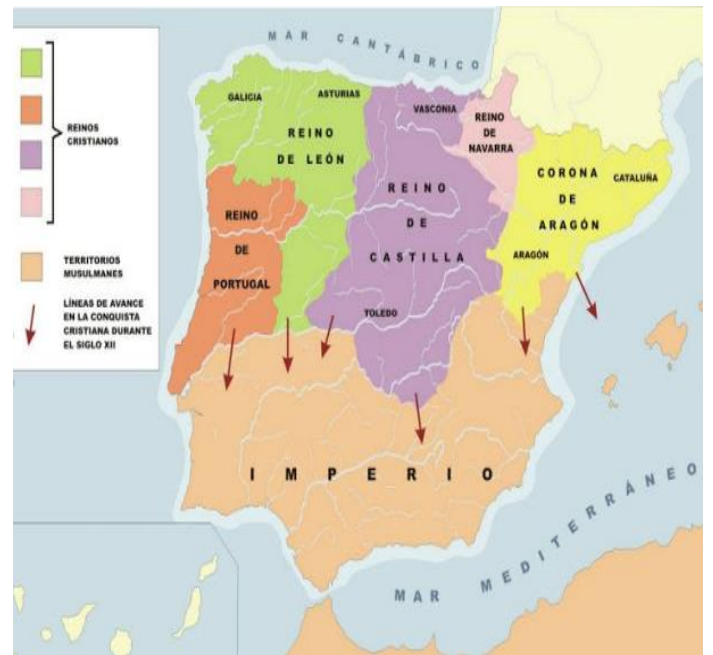 MAR CANTÁBRICO
REINOS
CRISTIANOS
TERRITORIOS
MUSULMANES
LÍNEAS DE AVANCE
EN LA CONQUISTA
CRISTIANA DURANTE
EL SIGLO XII
GALICIA
ASTURIAS
REINO
DE LEÓN
VASCONIA
REINO
DE
NAVARRA
CORONA
DE
ARAGÓN
CATALUÑA
ARAGÓN
REINO
DE
CASTILLA
TOLEDO
REINO
DE
PORTUGAL
IMPERIO
MAR MEDITERRÁNEO